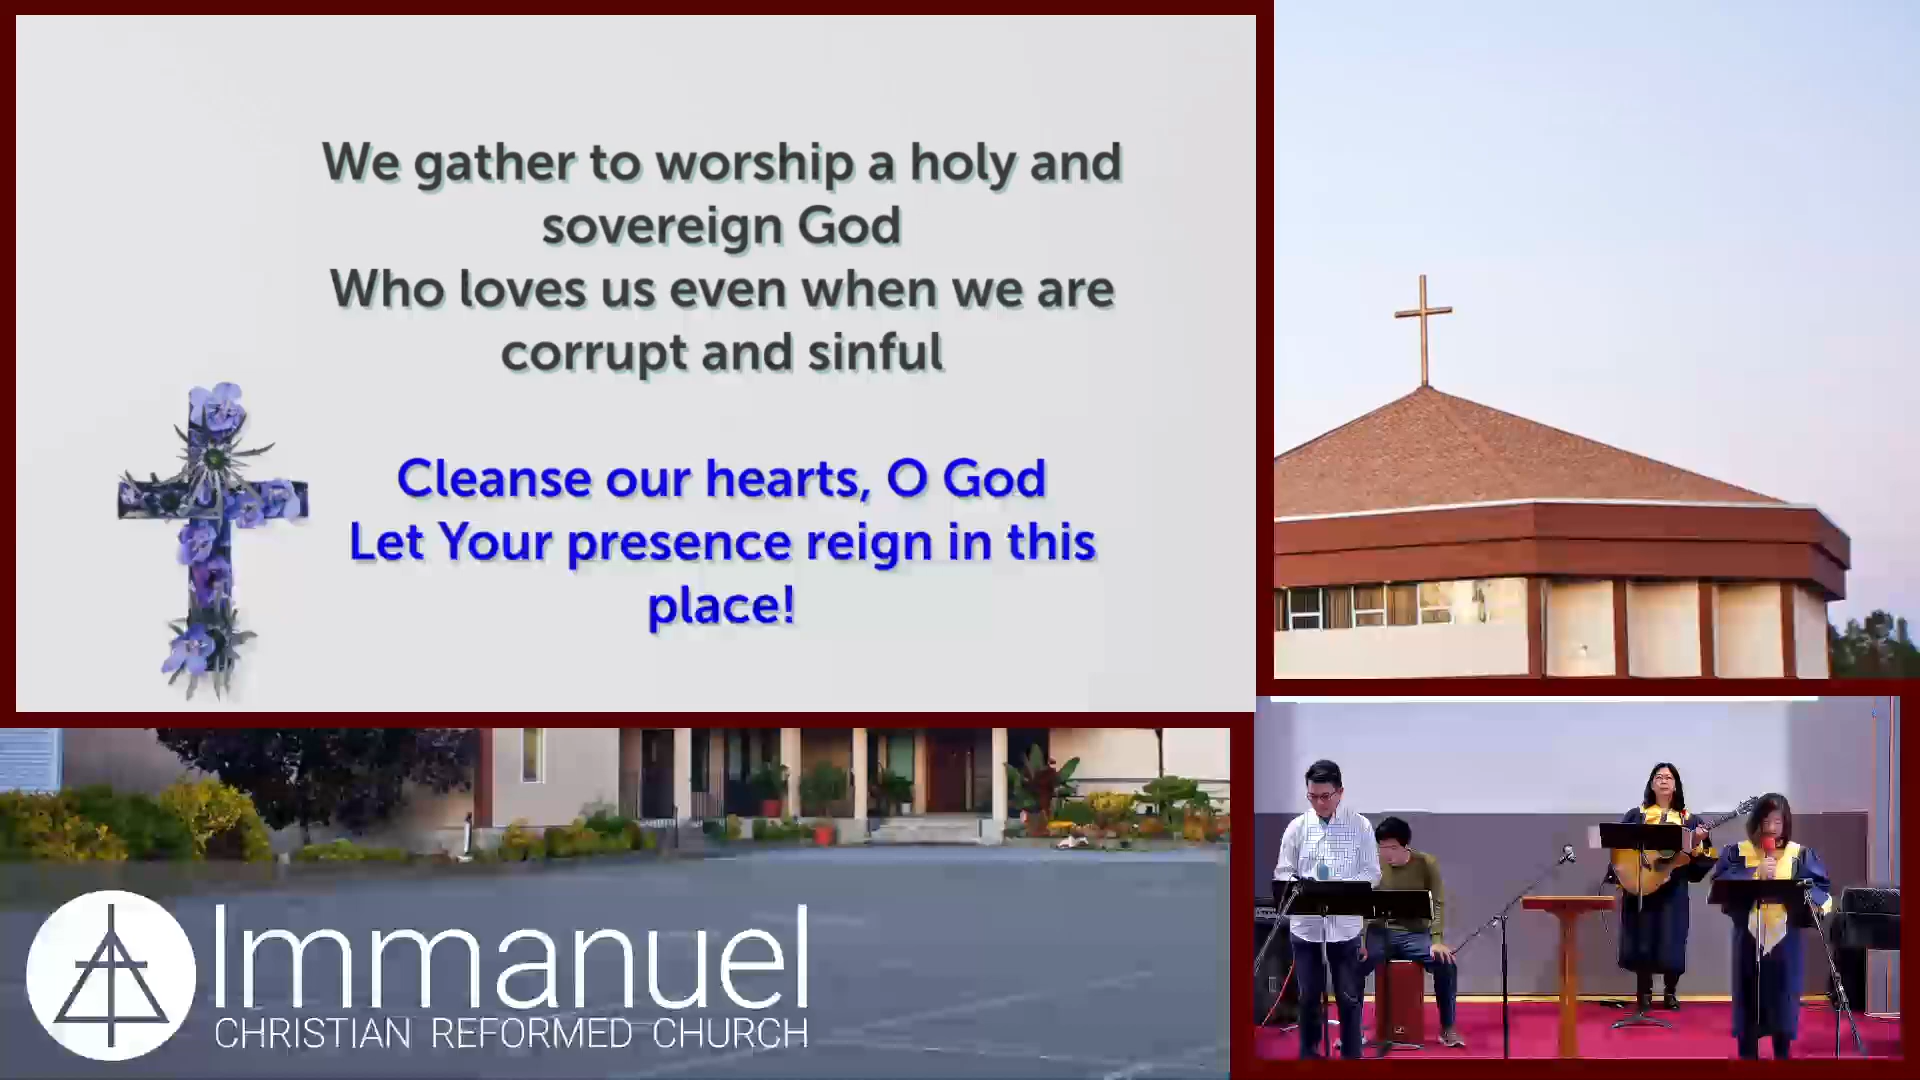 We gather to worship a holy and
sovereign God
Who loves us even when we are
corrupt and sinful
Cleanse our hearts, O God
Let Your presence reign in this
place!
Immanuel
CHRISTIAN REFORMED CHURCH